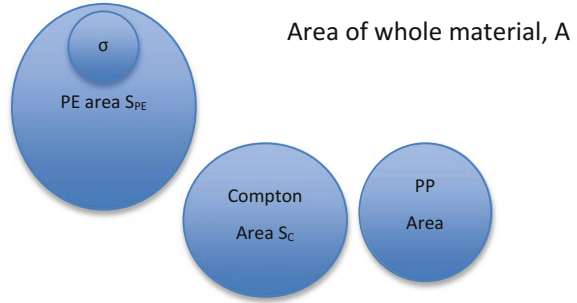 Area of whole material, A
σ
PE area S_PE
Compton
Area S_C
PP
Area